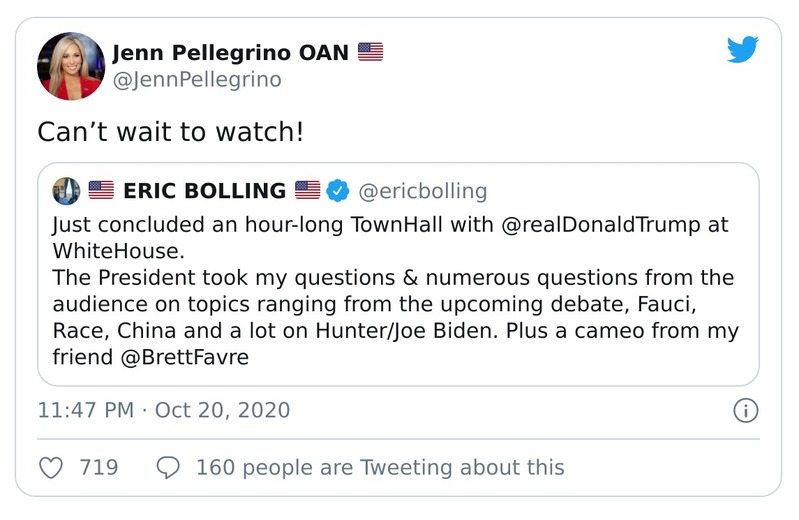 Jenn Pellegrino OAN 🇺🇸
@JennPellegrino
Can’t wait to watch!
🇺🇸 ERIC BOLLING 🇺🇸 @ericbolling
Just concluded an hour-long TownHall with @realDonaldTrump at
WhiteHouse.
The President took my questions & numerous questions from the
audience on topics ranging from the upcoming debate, Fauci,
Race, China and a lot on Hunter/Joe Biden. Plus a cameo from my
friend @BrettFavre
11:47 PM · Oct 20, 2020
719
160 people are Tweeting about this